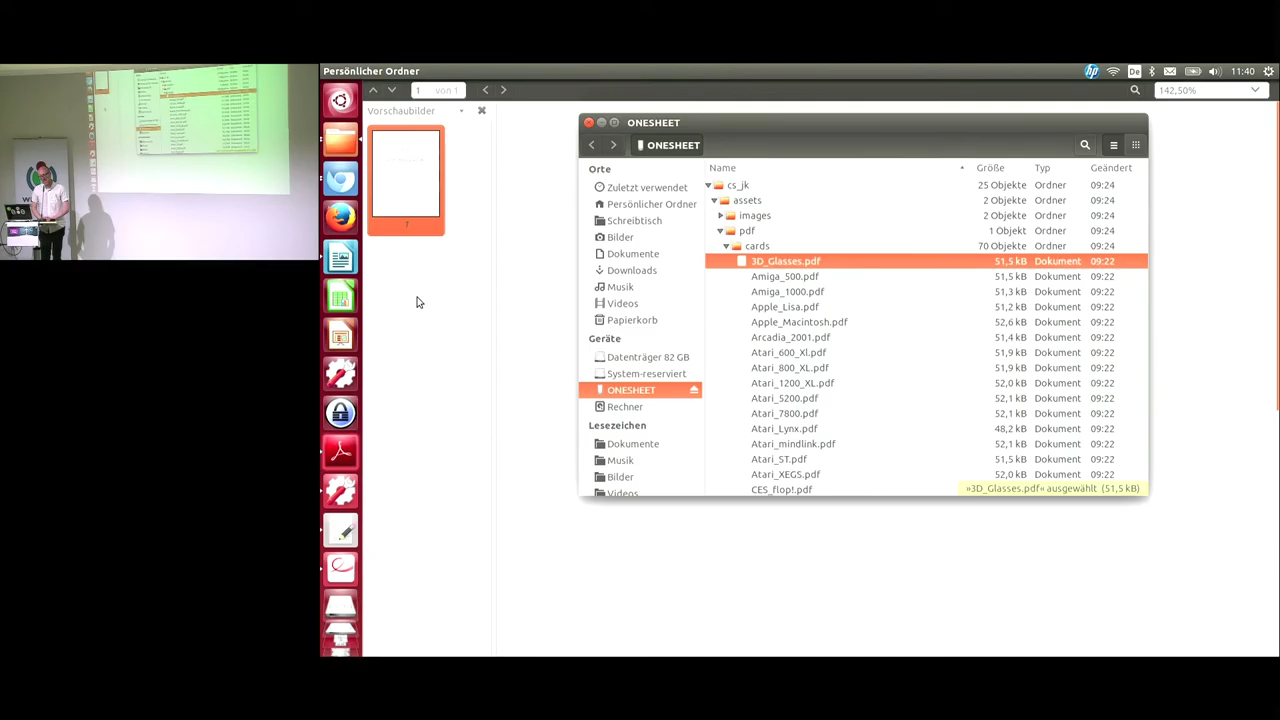 Persönlicher Ordner
De
11:40
1 von 1
142,50%
Vorschaubilder
ONESHEET
ONESHEET
Orte
Zuletzt verwendet
Persönlicher Ordner
Schreibtisch
Bilder
Dokumente
Downloads
Musik
Videos
Papierkorb
Geräte
Datenträger 82 GB
System-reserviert
ONESHEET
Rechner
Lesezeichen
Dokumente
Musik
Bilder
Videos
Name Größe Typ Geändert
cs_jk 25 Objekte Ordner 09:24
assets 2 Objekte Ordner 09:24
images 2 Objekte Ordner 09:24
pdf 1 Objekt Ordner 09:24
cards 70 Objekte Ordner 09:24
3D_Glasses.pdf 51,5 kB Dokument 09:22
Amiga_500.pdf 51,5 kB Dokument 09:22
Amiga_1000.pdf 51,3 kB Dokument 09:22
Apple_Lisa.pdf 51,2 kB Dokument 09:22
Apple_Macintosh.pdf 52,6 kB Dokument 09:22
Arcadia_2001.pdf 51,4 kB Dokument 09:22
Atari_600_Xl.pdf 51,9 kB Dokument 09:22
Atari_800_XL.pdf 51,9 kB Dokument 09:22
Atari_1200_XL.pdf 52,0 kB Dokument 09:22
Atari_5200.pdf 52,0 kB Dokument 09:22
Atari_7800.pdf 52,1 kB Dokument 09:22
Atari_Lynx.pdf 48,2 kB Dokument 09:22
Atari_mindlink.pdf 52,1 kB Dokument 09:22
Atari_ST.pdf 52,1 kB Dokument 09:22
Atari_XEGS.pdf 52,0 kB Dokument 09:22
CES_flop!.pdf
»3D_Glasses.pdf« ausgewählt (51,5 kB)